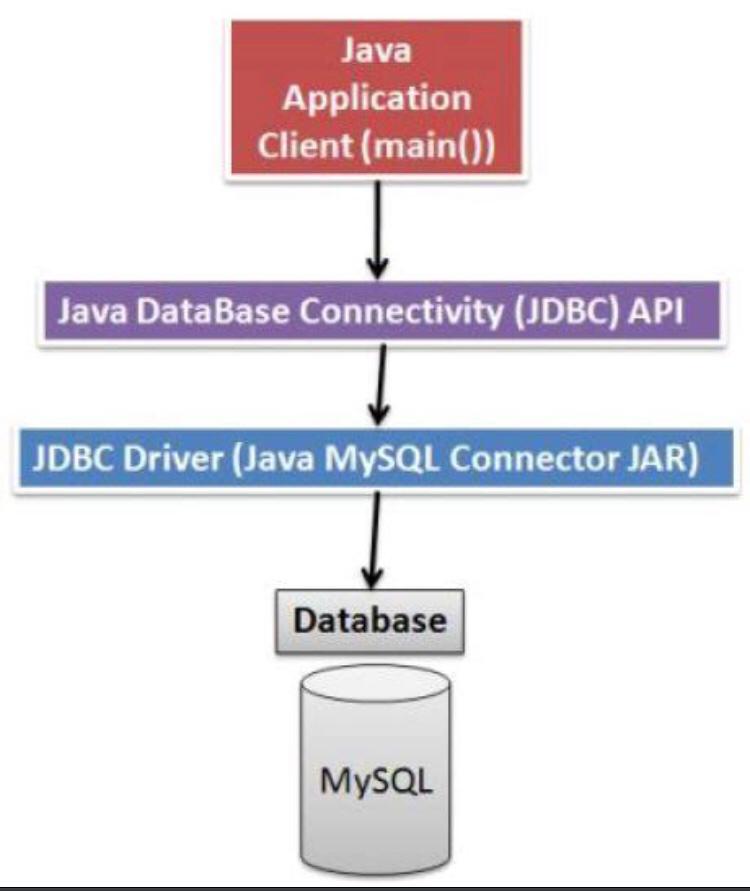 Java
Application
Client (main())
Java DataBase Connectivity (JDBC) API
JDBC Driver (Java MySQL Connector JAR)
Database
MySQL